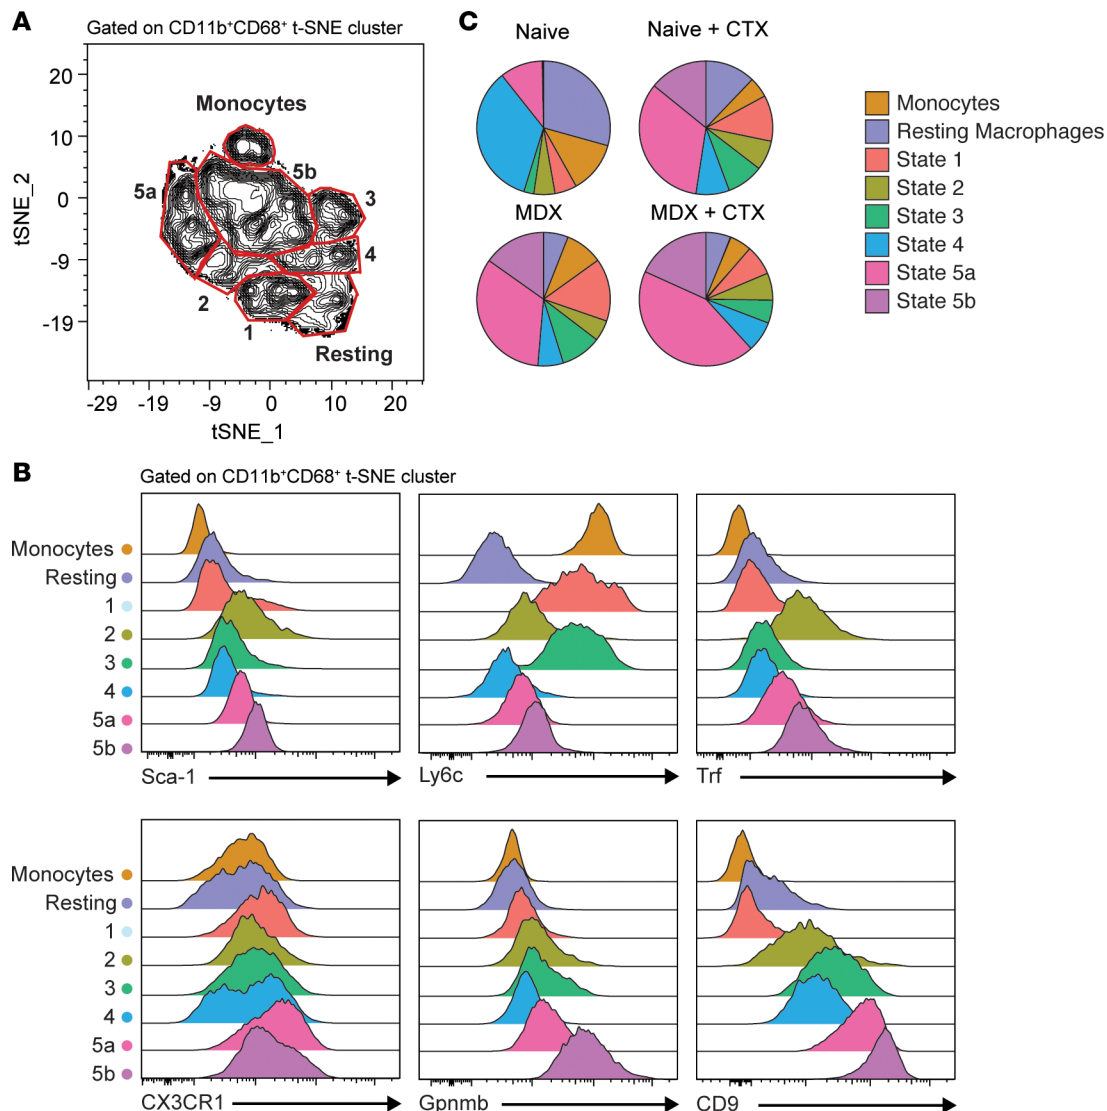 A
Gated on CD11b⁺CD68⁺ t-SNE cluster
20
10
0
-9
-19
tSNE_2
Monocytes
5a
5b
3
4
2
1
Resting
-29 -19 -9 0 10 20
tSNE_1
C
Naive
Naive + CTX
MDX
MDX + CTX
Monocytes
Resting Macrophages
State 1
State 2
State 3
State 4
State 5a
State 5b
B
Gated on CD11b⁺CD68⁺ t-SNE cluster
Monocytes
Resting
1
2
3
4
5a
5b
Sca-1
Ly6c
Trf
Monocytes
Resting
1
2
3
4
5a
5b
CX3CR1
Gpnmb
CD9